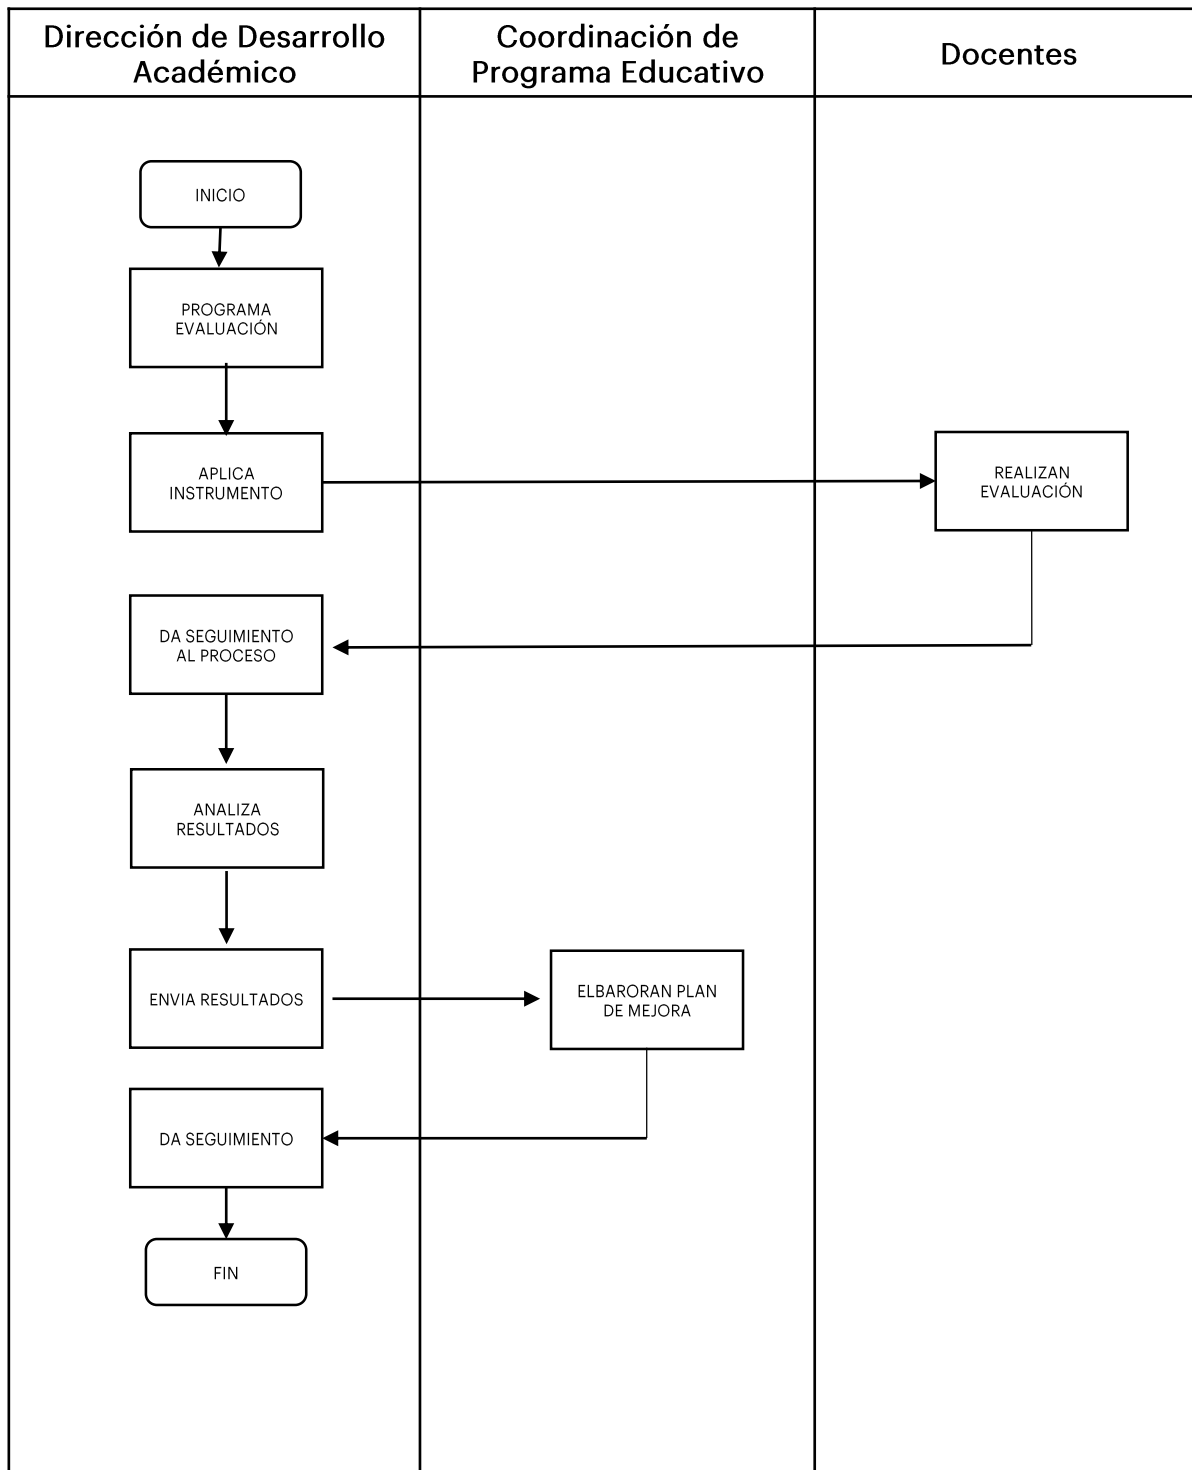 Dirección de Desarrollo
Académico
Coordinación de
Programa Educativo
Docentes
INICIO
PROGRAMA
EVALUACIÓN
APLICA
INSTRUMENTO
REALIZAN
EVALUACIÓN
DA SEGUIMIENTO
AL PROCESO
ANALIZA
RESULTADOS
ENVIA RESULTADOS
ELBARORAN PLAN
DE MEJORA
DA SEGUIMIENTO
FIN